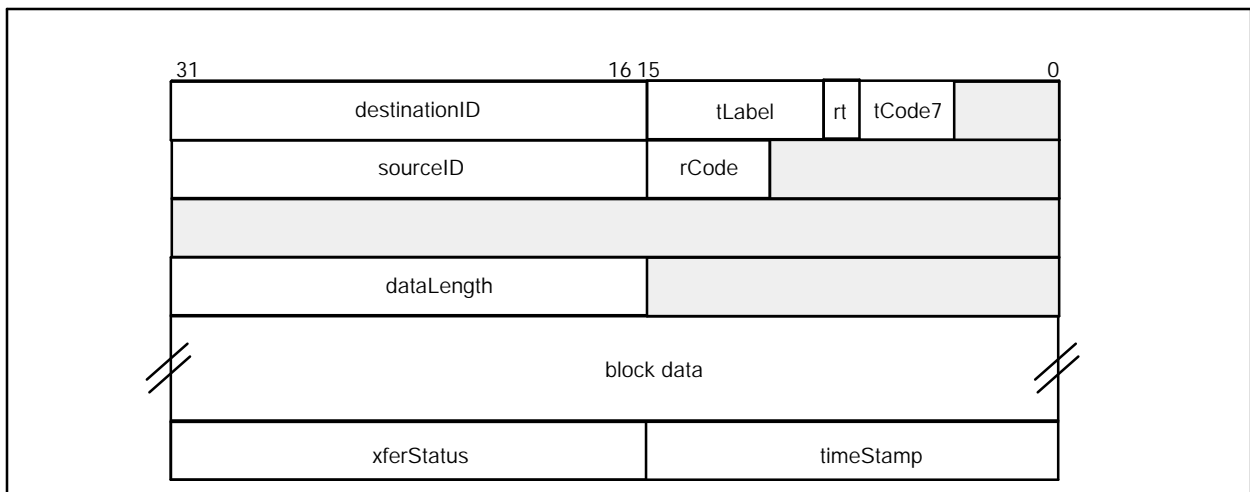 31 16 15 0
destinationID tLabel rt tCode7
sourceID rCode
dataLength
block data
xferStatus timeStamp